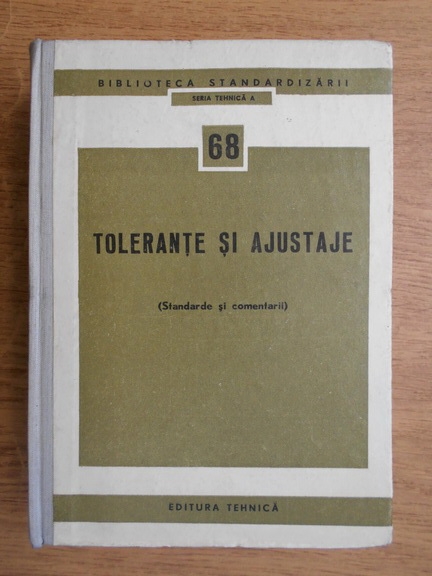 BIBLIOTECA STANDARDIZĂRII
SERIA TEHNICĂ A
68
TOLERANȚE ȘI AJUSTAJE
(Standarde și comentarii)
EDITURA TEHNICĂ